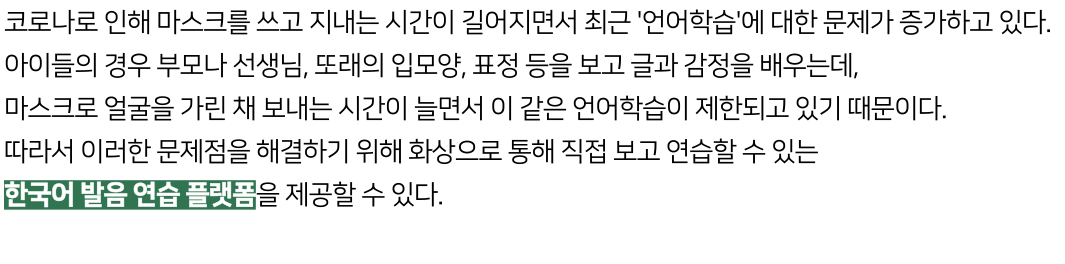 코로나로 인해 마스크를 쓰고 지내는 시간이 길어지면서 최근 '언어학습'에 대한 문제가 증가하고 있다.
아이들의 경우 부모나 선생님, 또래의 입모양, 표정 등을 보고 글과 감정을 배우는데,
마스크로 얼굴을 가린 채 보내는 시간이 늘면서 이 같은 언어학습이 제한되고 있기 때문이다.
따라서 이러한 문제점을 해결하기 위해 화상으로 통해 직접 보고 연습할 수 있는
한국어 발음 연습 플랫폼을 제공할 수 있다.